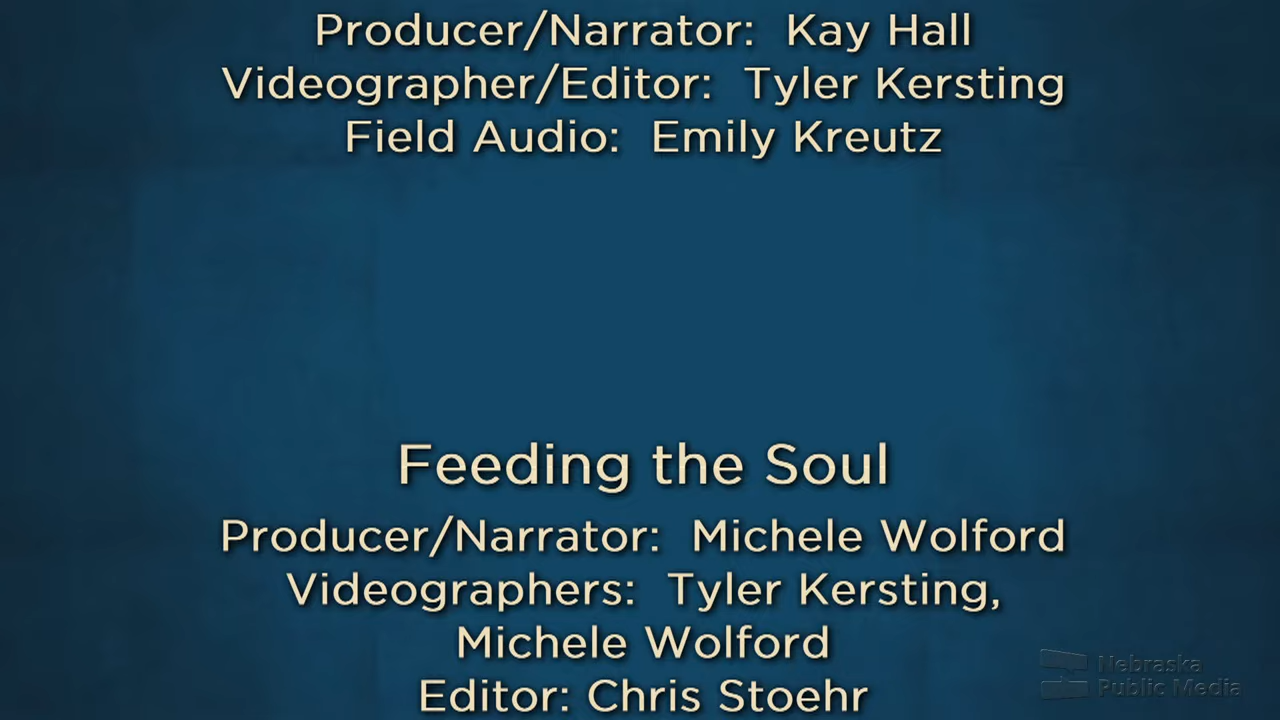 Producer/Narrator: Kay Hall
Videographer/Editor: Tyler Kersting
Field Audio: Emily Kreutz
Feeding the Soul
Producer/Narrator: Michele Wolford
Videographers: Tyler Kersting,
Michele Wolford
Editor: Chris Stoehr
Nebraska
Public Media